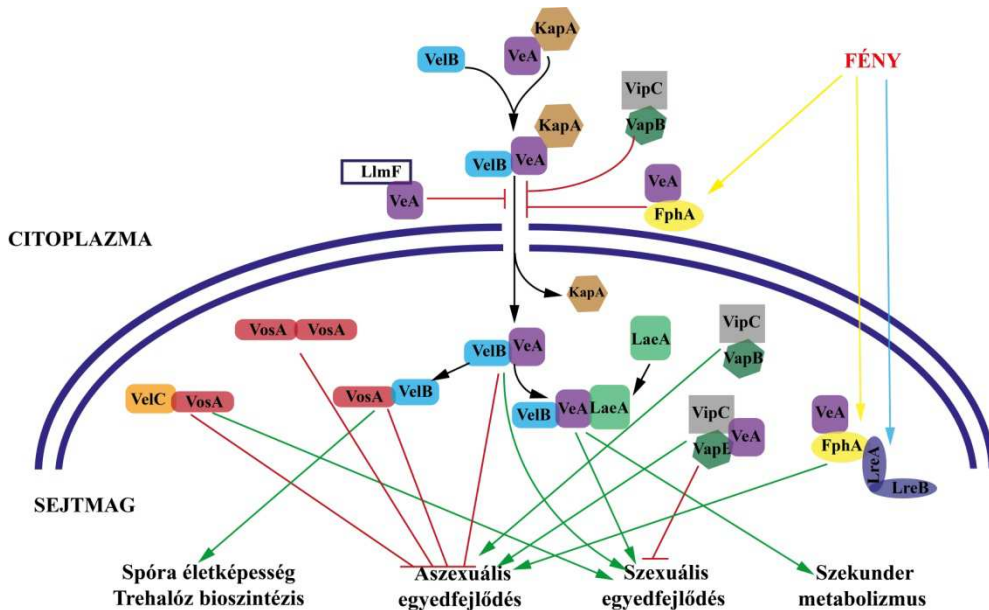 KapA
VelB
VeA
FÉNY
VipC
VapB
KapA
VelB
VeA
LlmF
VeA
VeA
FphA
CITOPLAZMA
KapA
VosA VosA
VelB VeA
LaeA
VipC
VapB
VelC VosA
VosA VelB
VelB VeA LaeA
VipC
VapB VeA
VeA
FphA
LreA
LreB
SEJTMAG
Spóra életképesség
Trehalóz bioszintézis
Aszexuális
egyedfejlődés
Szexuális
egyedfejlődés
Szekunder
metabolizmus